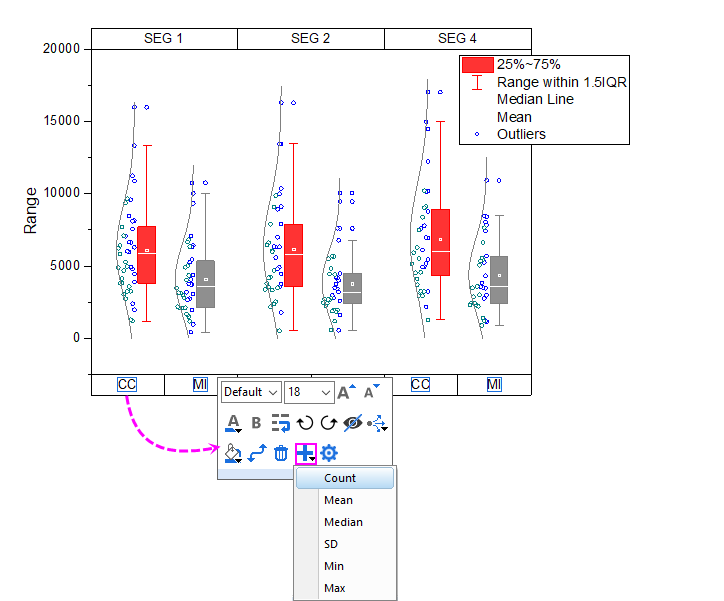 SEG 1 SEG 2 SEG 4
20000
25%~75%
Range within 1.5IQR
Median Line
Mean
Outliers
15000
10000
5000
0
Range
CC MI CC MI
Default 18 A A
A B
Count
Mean
Median
SD
Min
Max